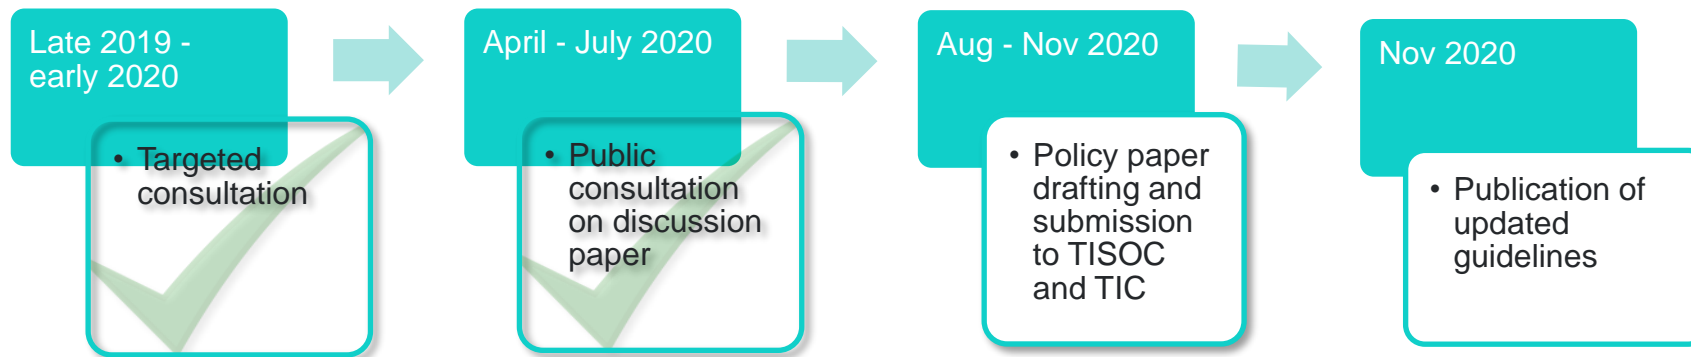 Late 2019 -
early 2020
• Targeted
consultation
April - July 2020
• Public
consultation
on discussion
paper
Aug - Nov 2020
• Policy paper
drafting and
submission
to TISOC
and TIC
Nov 2020
• Publication of
updated
guidelines